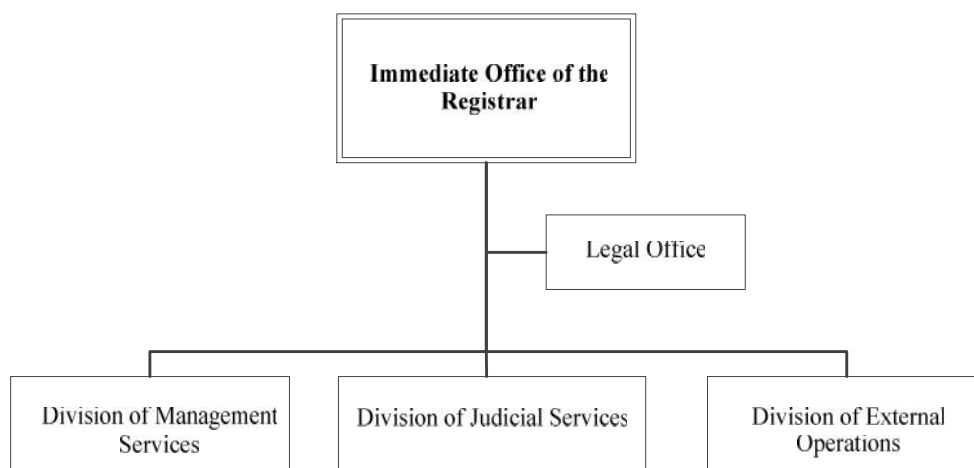 Immediate Office of the
Registrar
Legal Office
Division of Management
Services
Division of Judicial Services
Division of External
Operations